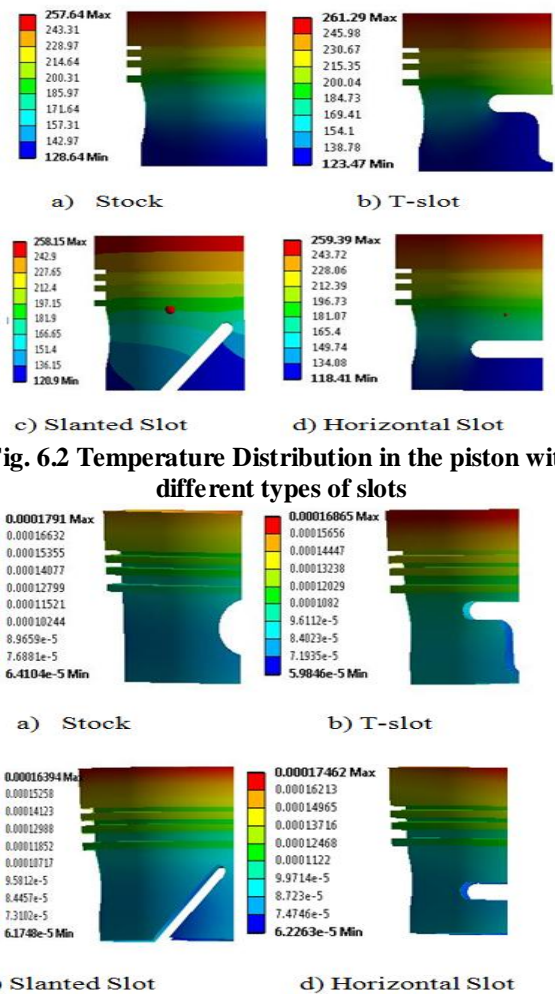 257.64 Max
243.31
228.97
214.64
200.31
185.97
171.64
157.31
142.97
128.64 Min
261.29 Max
245.98
230.67
215.35
200.04
184.73
169.41
154.1
138.78
123.47 Min
a) Stock
b) T-slot
258.15 Max
242.9
227.65
212.4
197.15
181.9
166.65
151.4
136.15
120.9 Min
259.39 Max
243.72
228.06
212.39
196.73
181.07
165.4
149.74
134.08
118.41 Min
c) Slanted Slot
d) Horizontal Slot
ig. 6.2 Temperature Distribution in the piston wit
different types of slots
0.0001791 Max
0.00016632
0.00015355
0.00014077
0.00012799
0.00011521
0.00010244
8.9659e-5
7.6881e-5
6.4104e-5 Min
0.00016865 Max
0.00015656
0.00014447
0.00013238
0.00012029
0.0001082
9.6112e-5
8.4023e-5
7.1935e-5
5.9846e-5 Min
a) Stock
b) T-slot
0.00016394 Max
0.00015258
0.00014123
0.00012988
0.00011852
0.00010717
9.5812e-5
8.4457e-5
7.3102e-5
6.1748e-5 Min
0.00017462 Max
0.00016213
0.00014965
0.00013716
0.00012468
0.0001122
9.9714e-5
8.723e-5
7.4746e-5
6.2263e-5 Min
) Slanted Slot
d) Horizontal Slot